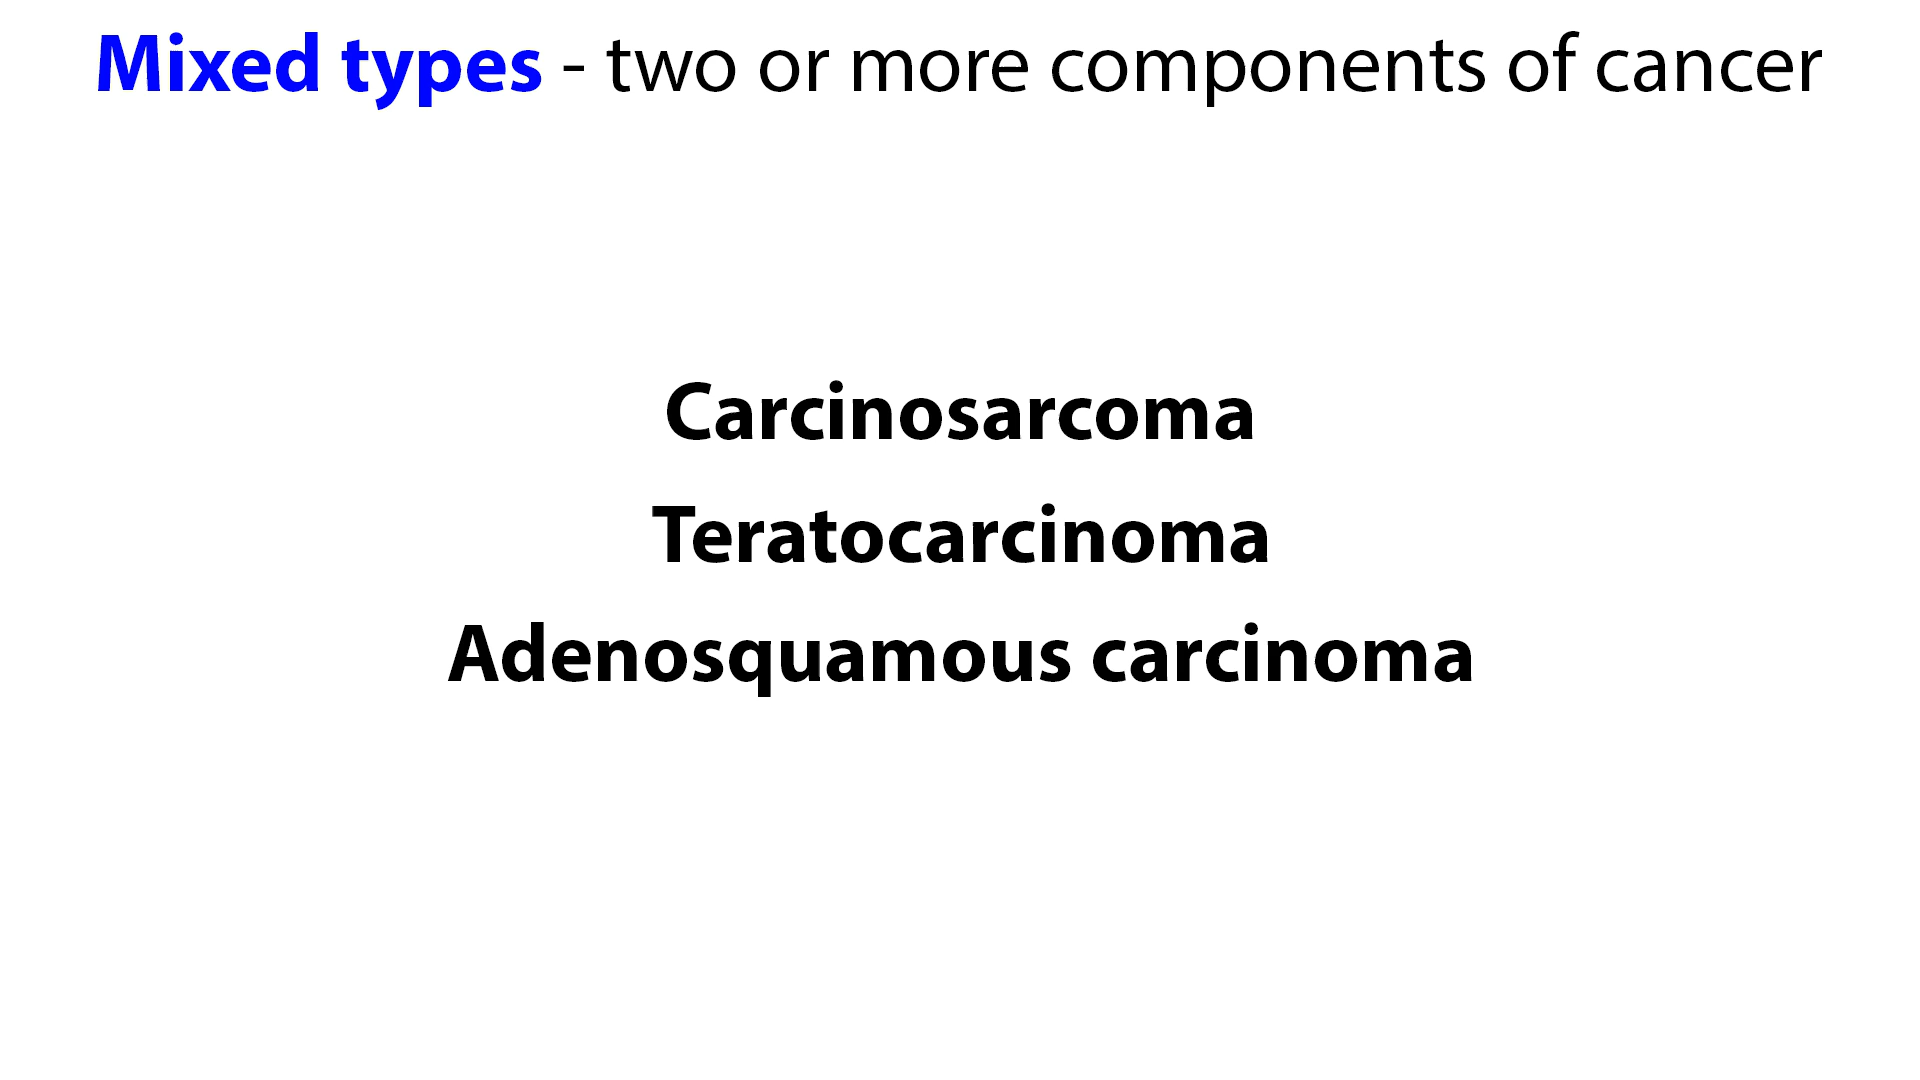 Mixed types - two or more components of cancer
Carcinosarcoma
Teratocarcinoma
Adenosquamous carcinoma